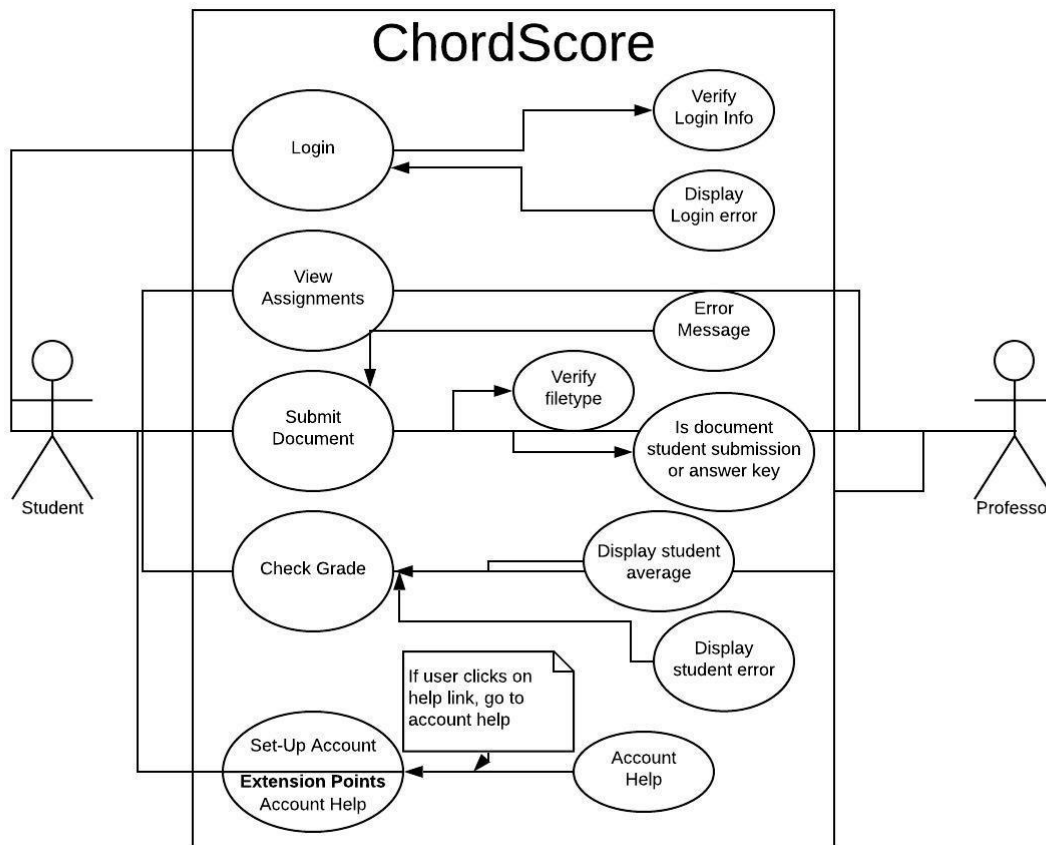 ChordScore
Verify
Login Info
Login
Display
Login error
View
Assignments
Error
Message
Verify
filetype
Submit
Document
Is document
student submission
or answer key
Student
Professo
Check Grade
Display student
average
Display
student error
If user clicks on
help link, go to
account help
Set-Up Account
Extension Points
Account Help
Account
Help